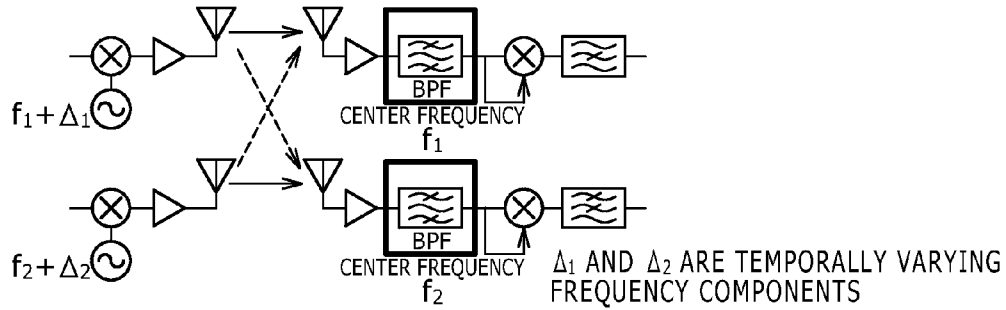 f₁+Δ₁
BPF
CENTER FREQUENCY
f₁
f₂+Δ₂
BPF
CENTER FREQUENCY
f₂
Δ₁ AND Δ₂ ARE TEMPORALLY VARYING
FREQUENCY COMPONENTS